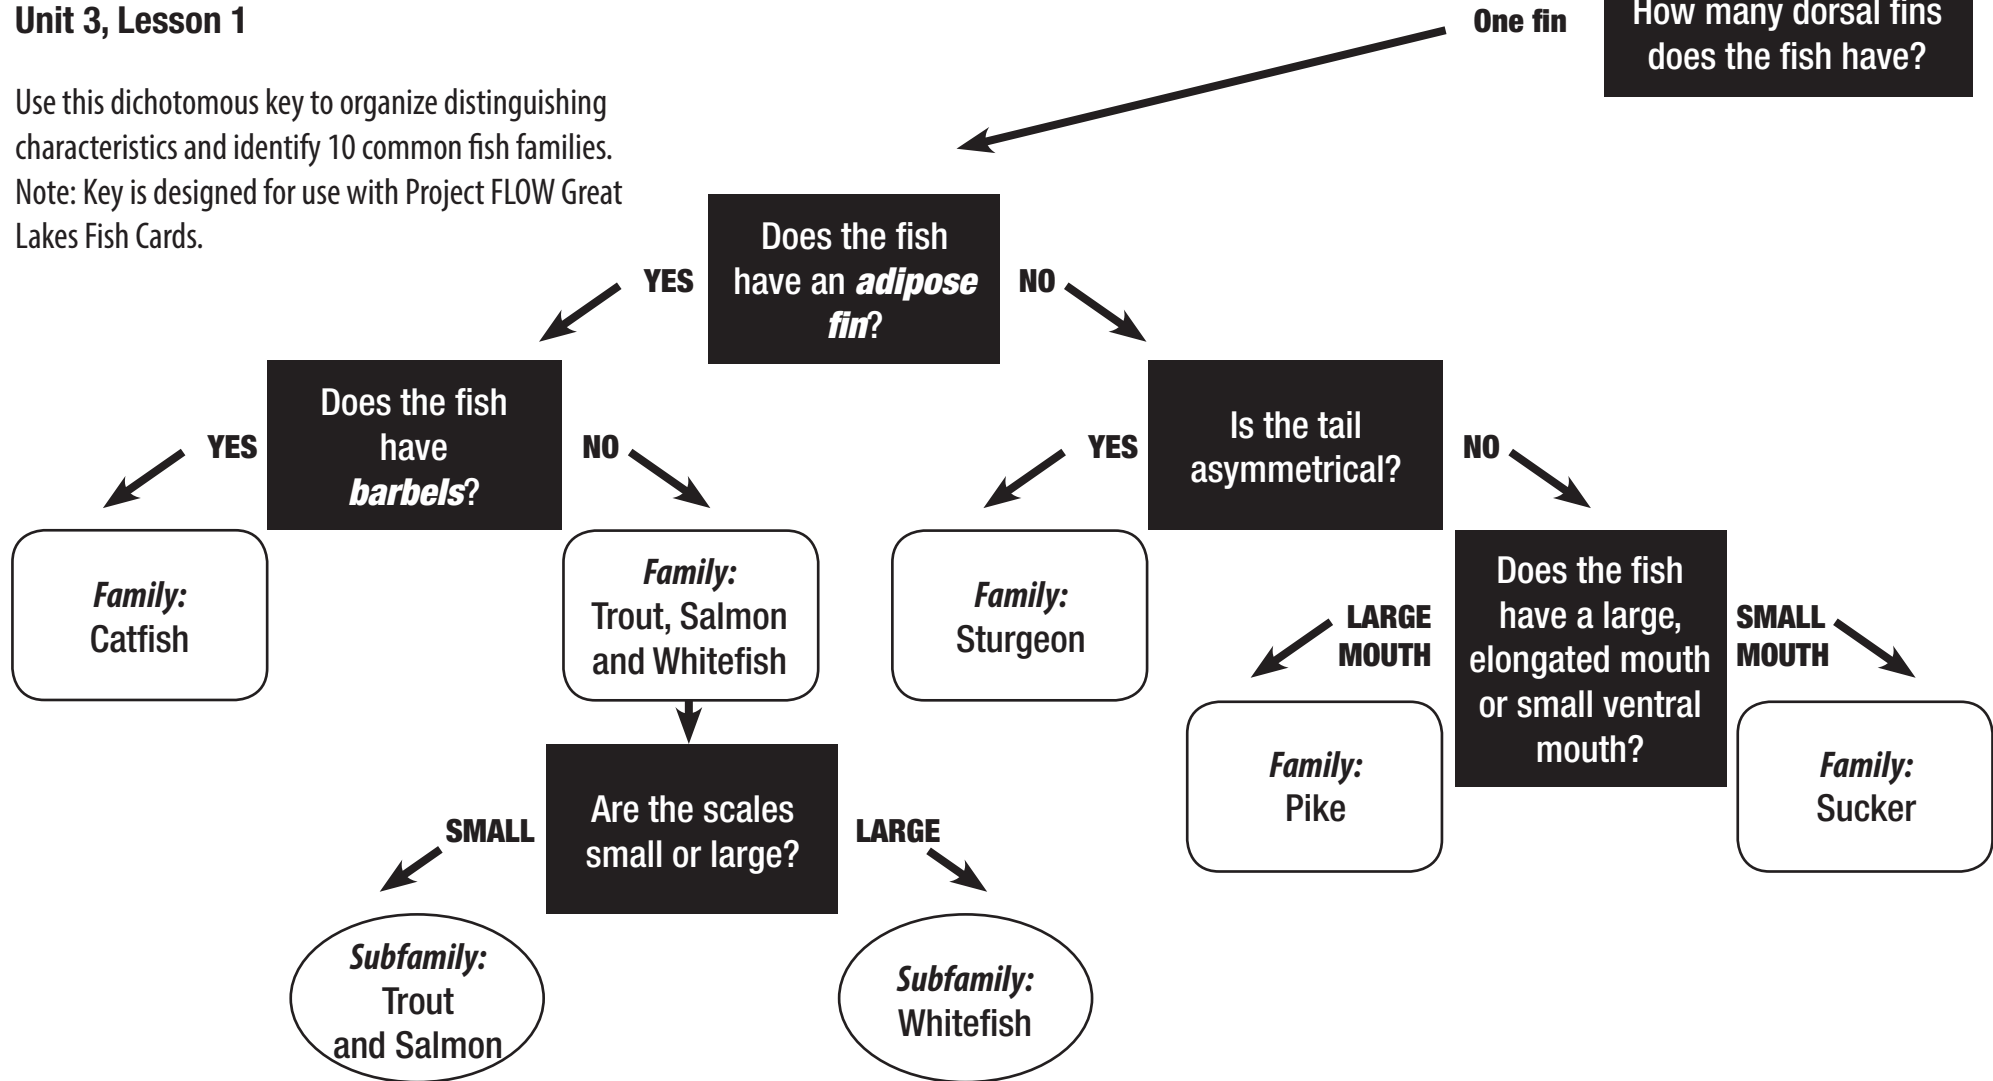 Unit 3, Lesson 1
Use this dichotomous key to organize distinguishing
characteristics and identify 10 common fish families.
Note: Key is designed for use with Project FLOW Great
Lakes Fish Cards.
One fin
How many dorsal fins
does the fish have?
Does the fish
have an adipose
fin?
YES
NO
Does the fish
have
barbels?
YES
NO
Is the tail
asymmetrical?
YES
NO
Family:
Catfish
Family:
Trout, Salmon
and Whitefish
Family:
Sturgeon
Does the fish
have a large,
elongated mouth
or small ventral
mouth?
LARGE
MOUTH
SMALL
MOUTH
Family:
Pike
Family:
Sucker
Are the scales
small or large?
SMALL
LARGE
Subfamily:
Trout
and Salmon
Subfamily:
Whitefish